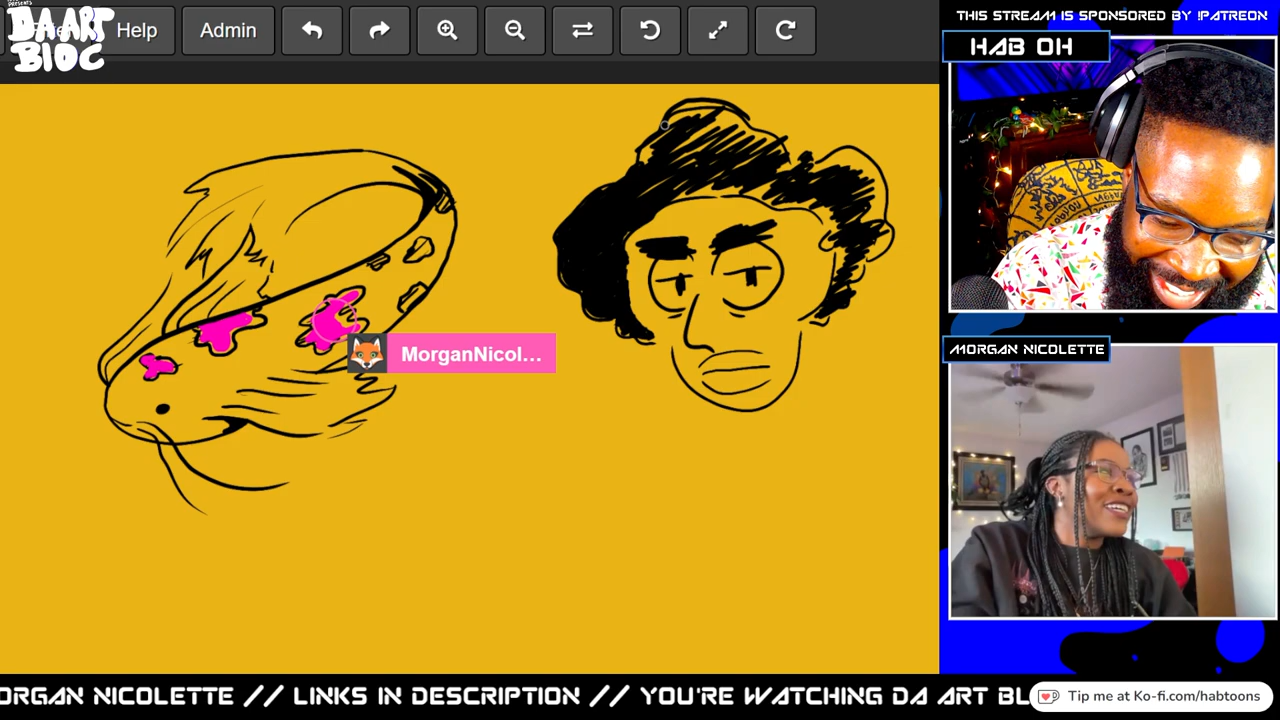 PRESENTS
DA ART
BLOC
Help
Admin
THIS STREAM IS SPONSORED BY !PATREON
HAB OH
MorganNicol...
MORGAN NICOLETTE
ORGAN NICOLETTE // LINKS IN DESCRIPTION // YOU'RE WATCHING DA ART BL
Tip me at Ko-fi.com/habtoons